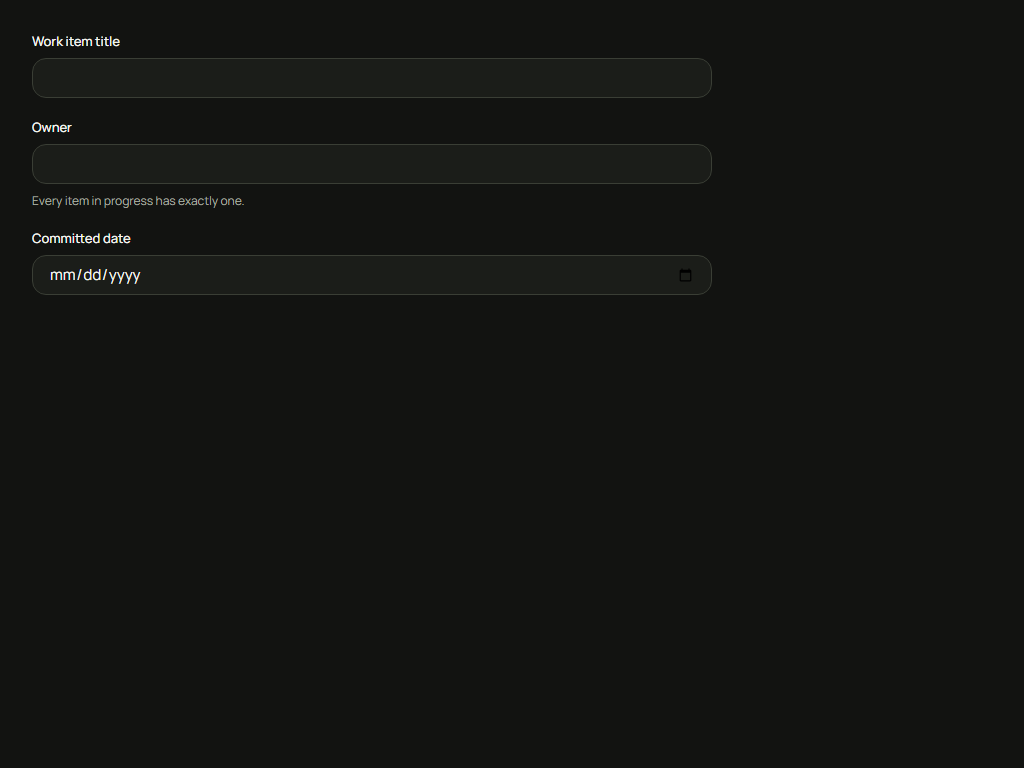 Work item title
Owner
Every item in progress has exactly one.
Committed date
mm/dd/yyyy